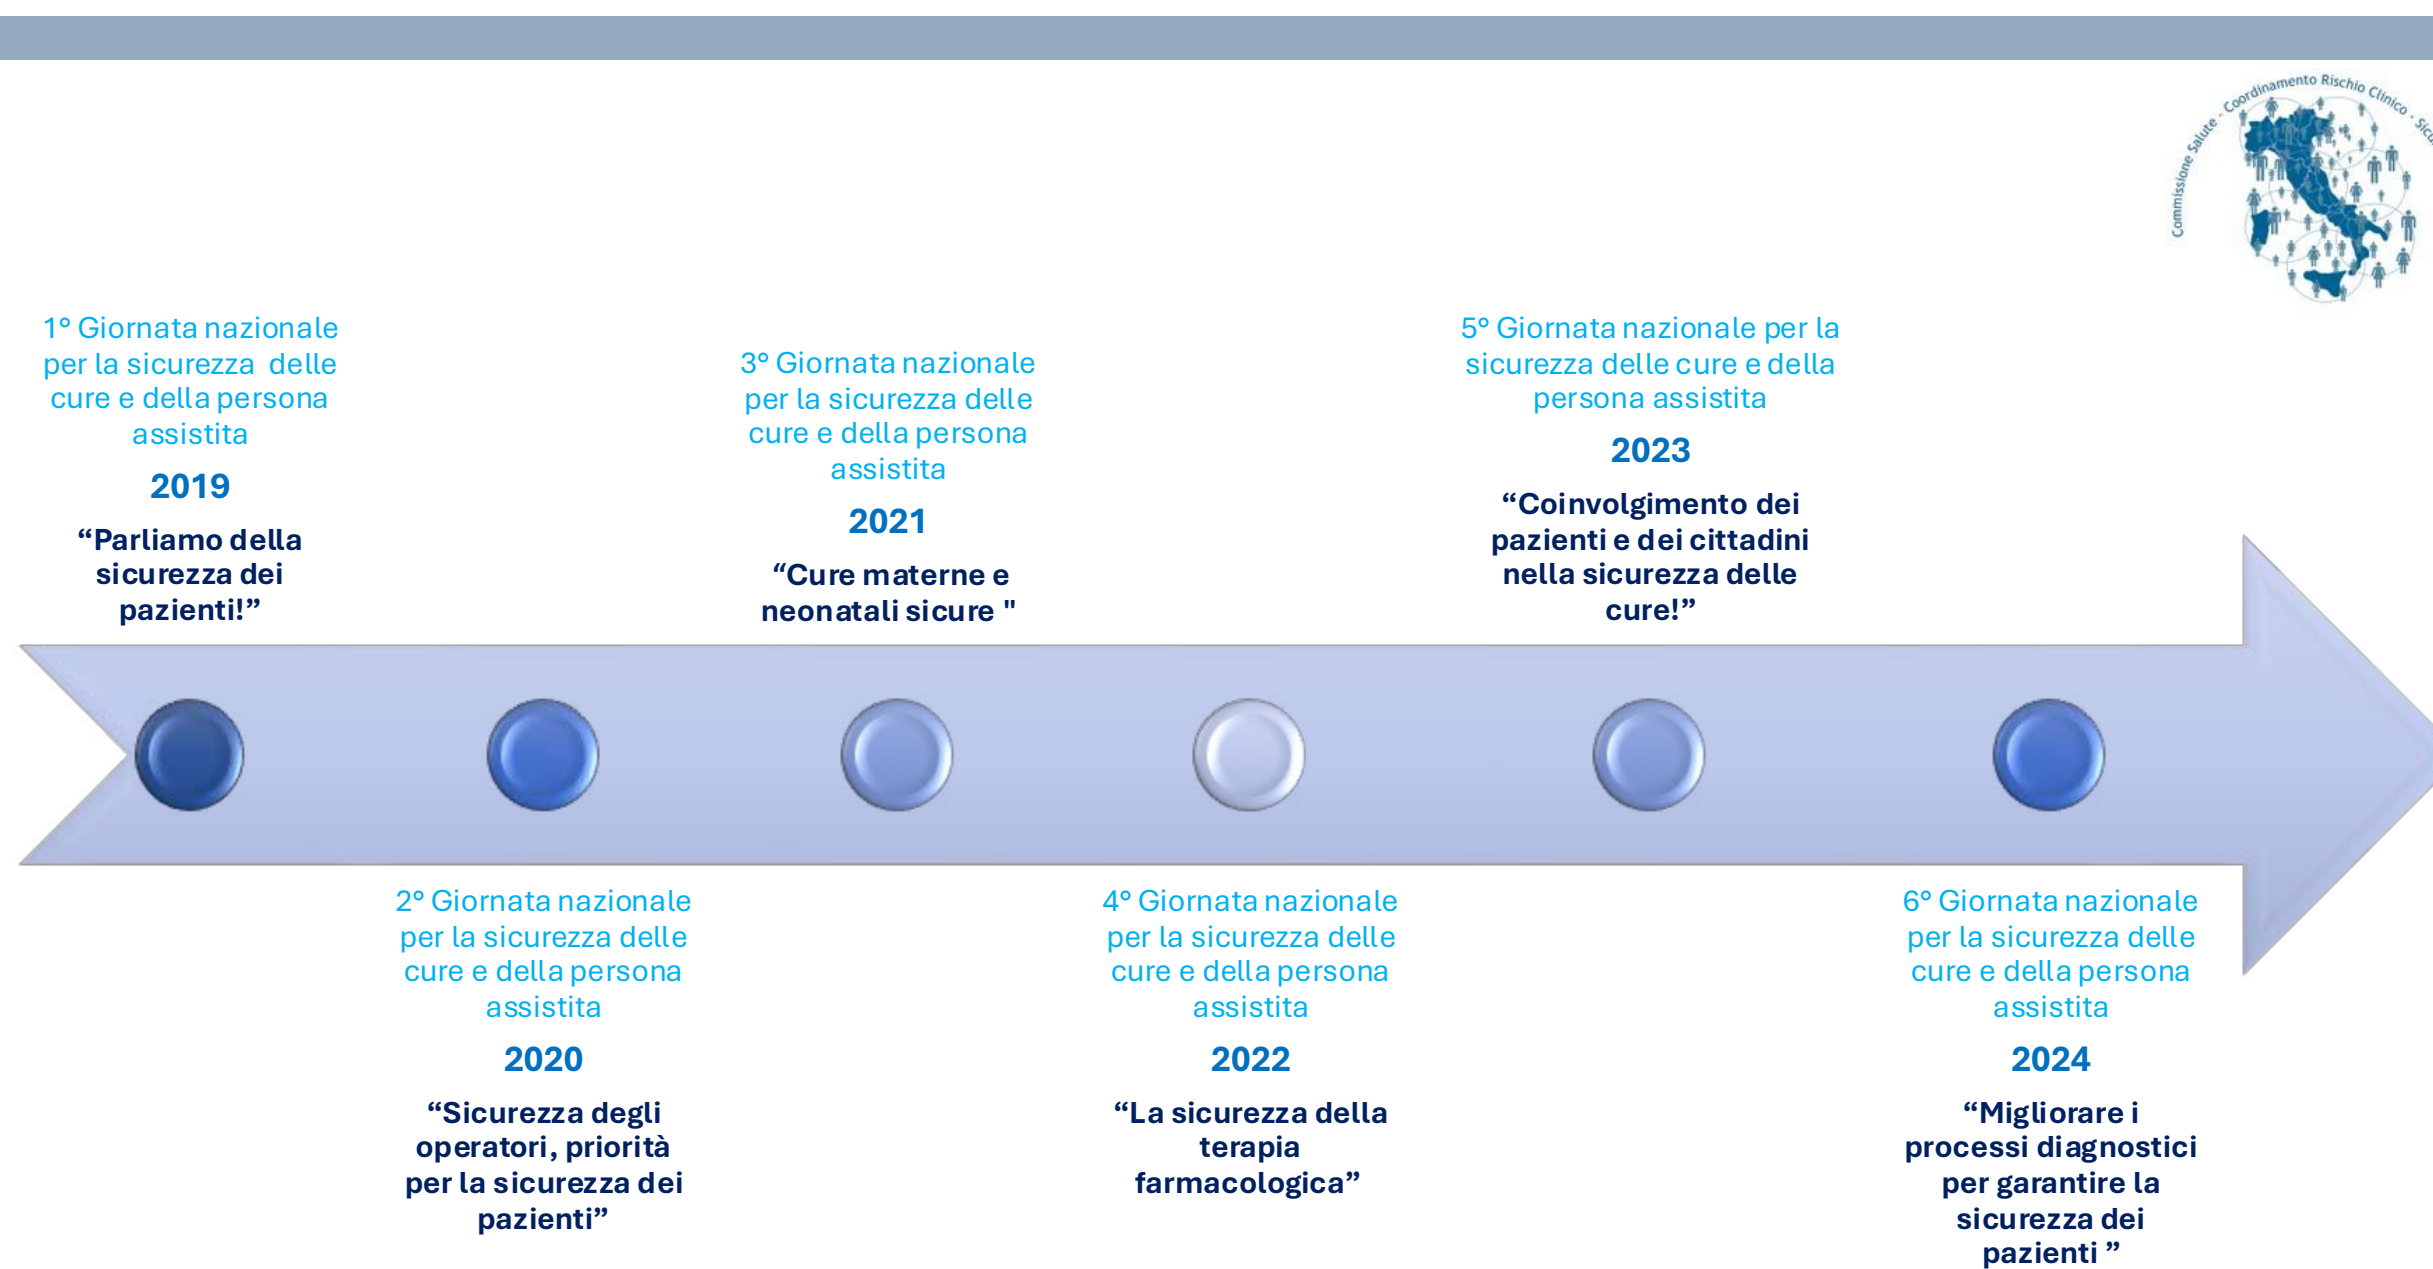 Commissione Salute - Coordinamento Rischio Clinico -
1° Giornata nazionale
per la sicurezza delle
cure e della persona
assistita
2019
“Parliamo della
sicurezza dei
pazienti!”
2° Giornata nazionale
per la sicurezza delle
cure e della persona
assistita
2020
“Sicurezza degli
operatori, priorità
per la sicurezza dei
pazienti”
3° Giornata nazionale
per la sicurezza delle
cure e della persona
assistita
2021
“Cure materne e
neonatali sicure "
4° Giornata nazionale
per la sicurezza delle
cure e della persona
assistita
2022
“La sicurezza della
terapia
farmacologica”
5° Giornata nazionale per la
sicurezza delle cure e della
persona assistita
2023
“Coinvolgimento dei
pazienti e dei cittadini
nella sicurezza delle
cure!”
6° Giornata nazionale
per la sicurezza delle
cure e della persona
assistita
2024
“Migliorare i
processi diagnostici
per garantire la
sicurezza dei
pazienti ”